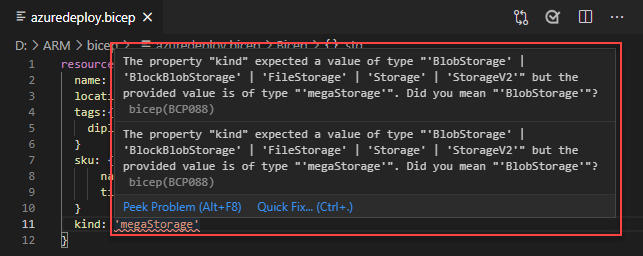 azuredeploy.bicep
D: > ARM > bicep > azuredeploy.bicep > Bicep > {} stg
The property "kind" expected a value of type "'BlobStorage' |
'BlockBlobStorage' | 'FileStorage' | 'Storage' | 'StorageV2'" but the
provided value is of type "'megaStorage'". Did you mean "'BlobStorage'"?
bicep(BCP088)
The property "kind" expected a value of type "'BlobStorage' |
'BlockBlobStorage' | 'FileStorage' | 'Storage' | 'StorageV2'" but the
provided value is of type "'megaStorage'". Did you mean "'BlobStorage'"?
bicep(BCP088)
Peek Problem (Alt+F8) Quick Fix... (Ctrl+.)
1 resource
2 name:
3 locati
4 tags:{
5 dipl
6 }
7 sku: {
8 na
9 ti
10 }
11 kind: 'megaStorage'
12 }